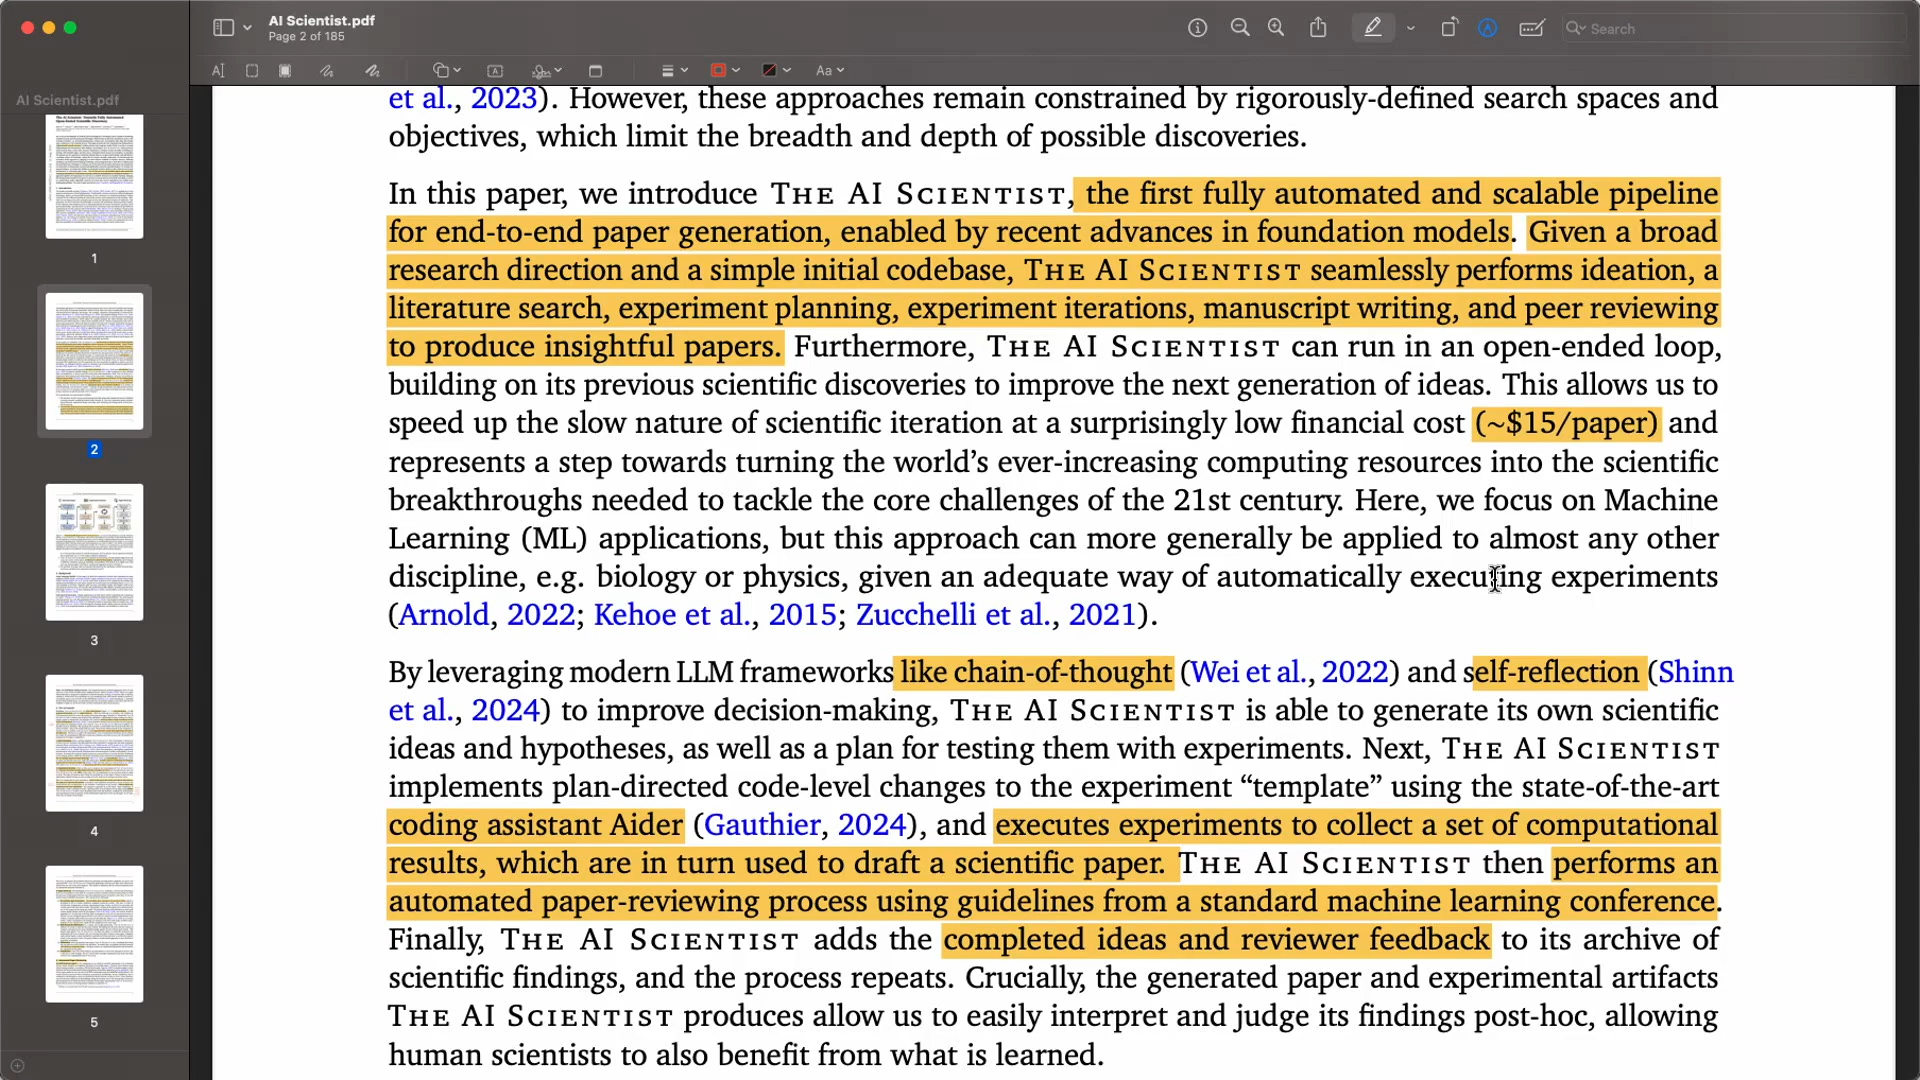 AI Scientist.pdf
Page 2 of 185
Search
Aa
AI Scientist.pdf
1
2
3
4
5
et al., 2023). However, these approaches remain constrained by rigorously-defined search spaces and
objectives, which limit the breadth and depth of possible discoveries.
In this paper, we introduce THE AI SCIENTIST, the first fully automated and scalable pipeline
for end-to-end paper generation, enabled by recent advances in foundation models. Given a broad
research direction and a simple initial codebase, THE AI SCIENTIST seamlessly performs ideation, a
literature search, experiment planning, experiment iterations, manuscript writing, and peer reviewing
to produce insightful papers. Furthermore, THE AI SCIENTIST can run in an open-ended loop,
building on its previous scientific discoveries to improve the next generation of ideas. This allows us to
speed up the slow nature of scientific iteration at a surprisingly low financial cost (~$15/paper) and
represents a step towards turning the world’s ever-increasing computing resources into the scientific
breakthroughs needed to tackle the core challenges of the 21st century. Here, we focus on Machine
Learning (ML) applications, but this approach can more generally be applied to almost any other
discipline, e.g. biology or physics, given an adequate way of automatically executing experiments
(Arnold, 2022; Kehoe et al., 2015; Zucchelli et al., 2021).
By leveraging modern LLM frameworks like chain-of-thought (Wei et al., 2022) and self-reflection (Shinn
et al., 2024) to improve decision-making, THE AI SCIENTIST is able to generate its own scientific
ideas and hypotheses, as well as a plan for testing them with experiments. Next, THE AI SCIENTIST
implements plan-directed code-level changes to the experiment “template” using the state-of-the-art
coding assistant Aider (Gauthier, 2024), and executes experiments to collect a set of computational
results, which are in turn used to draft a scientific paper. THE AI SCIENTIST then performs an
automated paper-reviewing process using guidelines from a standard machine learning conference.
Finally, THE AI SCIENTIST adds the completed ideas and reviewer feedback to its archive of
scientific findings, and the process repeats. Crucially, the generated paper and experimental artifacts
THE AI SCIENTIST produces allow us to easily interpret and judge its findings post-hoc, allowing
human scientists to also benefit from what is learned.